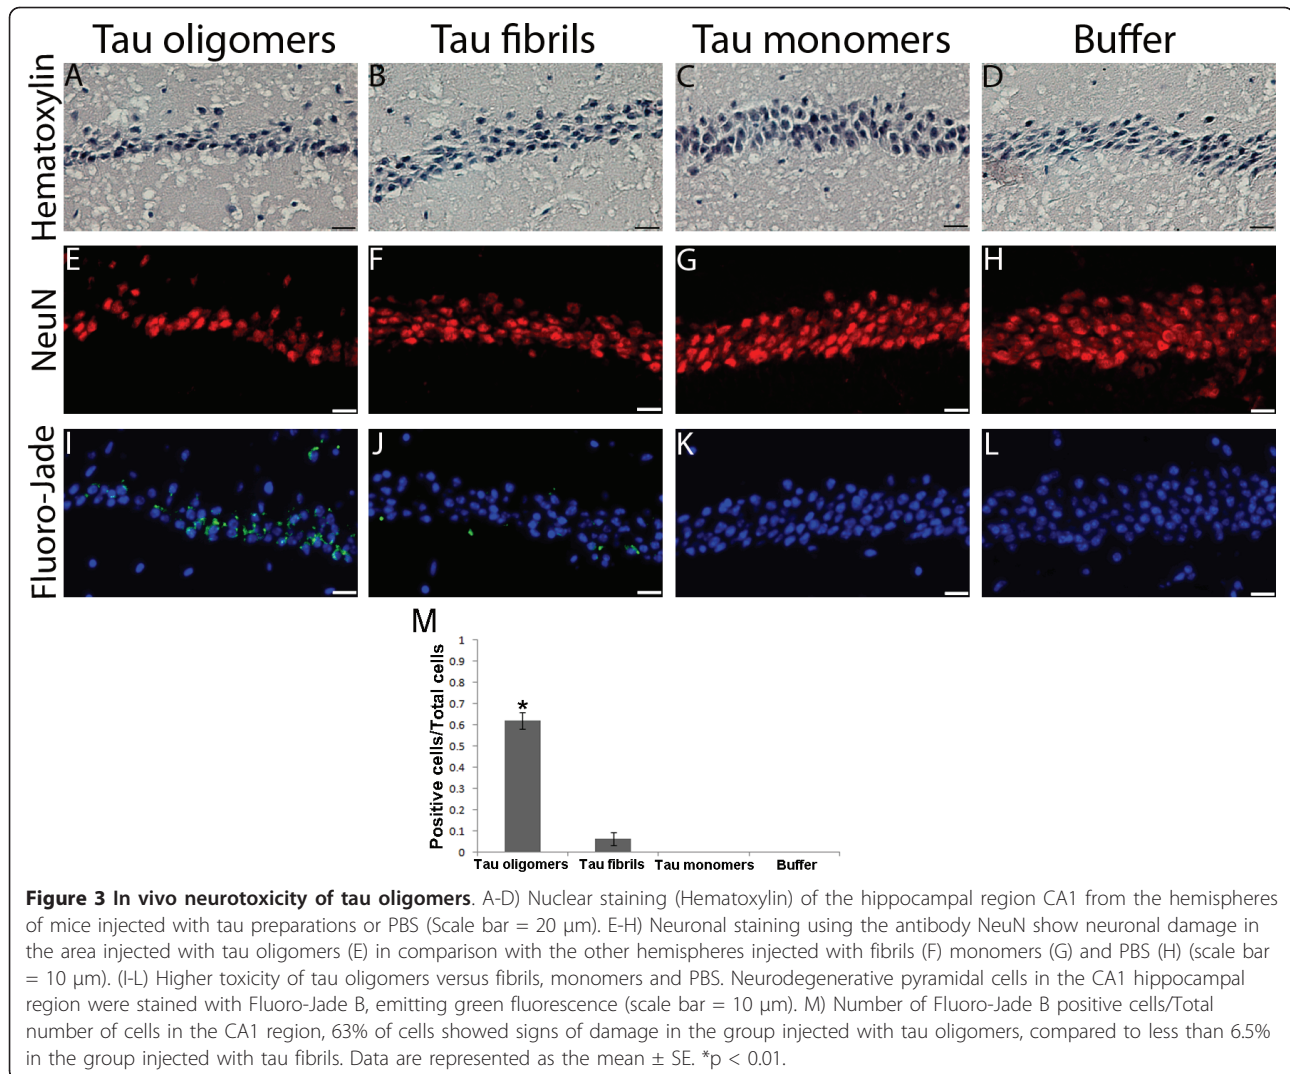 Tau oligomers Tau fibrils Tau monomers Buffer
Hematoxylin
A B C D
NeuN
E F G H
Fluoro-Jade
I J K L
M
Positive cells/Total cells
1
0.9
0.8
0.7
0.6
0.5
0.4
0.3
0.2
0.1
0
*
Tau oligomers Tau fibrils Tau monomers Buffer
Figure 3 In vivo neurotoxicity of tau oligomers. A-D) Nuclear staining (Hematoxylin) of the hippocampal region CA1 from the hemispheres
of mice injected with tau preparations or PBS (Scale bar = 20 μm). E-H) Neuronal staining using the antibody NeuN show neuronal damage in
the area injected with tau oligomers (E) in comparison with the other hemispheres injected with fibrils (F) monomers (G) and PBS (H) (scale bar
= 10 μm). (I-L) Higher toxicity of tau oligomers versus fibrils, monomers and PBS. Neurodegenerative pyramidal cells in the CA1 hippocampal
region were stained with Fluoro-Jade B, emitting green fluorescence (scale bar = 10 μm). M) Number of Fluoro-Jade B positive cells/Total
number of cells in the CA1 region, 63% of cells showed signs of damage in the group injected with tau oligomers, compared to less than 6.5%
in the group injected with tau fibrils. Data are represented as the mean ± SE. *p < 0.01.